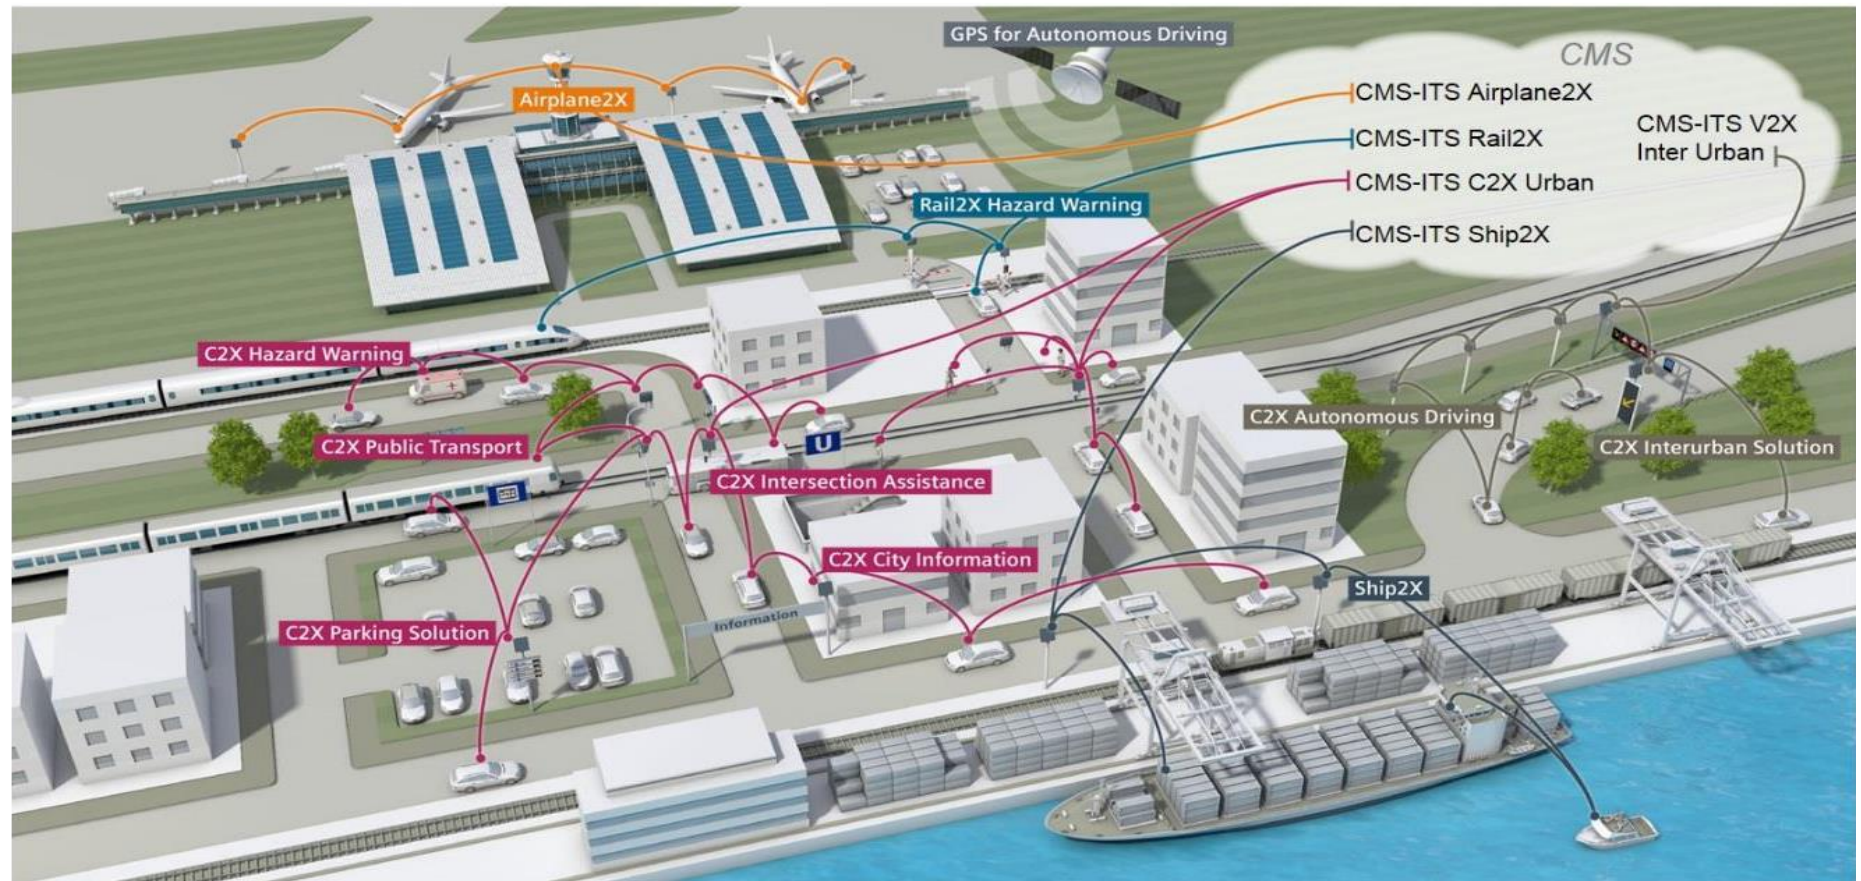 GPS for Autonomous Driving
CMS
Airplane2X
CMS-ITS Airplane2X
CMS-ITS V2X
Inter Urban
CMS-ITS Rail2X
CMS-ITS C2X Urban
Rail2X Hazard Warning
CMS-ITS Ship2X
C2X Hazard Warning
C2X Autonomous Driving
C2X Public Transport
U
C2X Interurban Solution
C2X Intersection Assistance
C2X City Information
Ship2X
Information
C2X Parking Solution